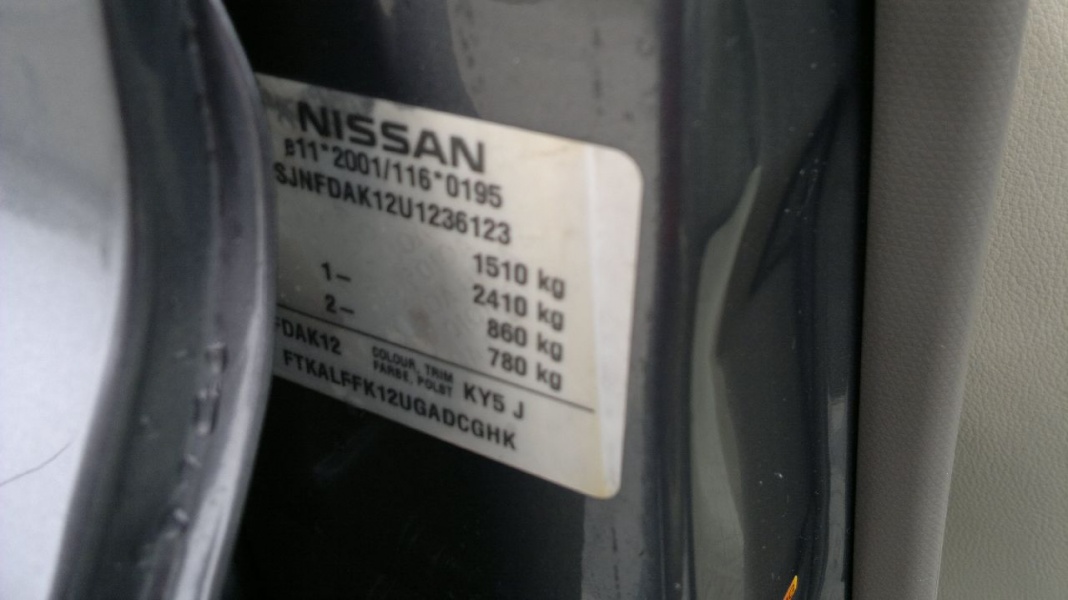 NISSAN
e11*2001/116*0195
SJNFDAK12U1236123
1510 kg
1– 2410 kg
2– 860 kg
780 kg
FDAK12 COLOUR, TRIM KY5 J
FARBE, POLST
FTKALFFK12UGADCGHK